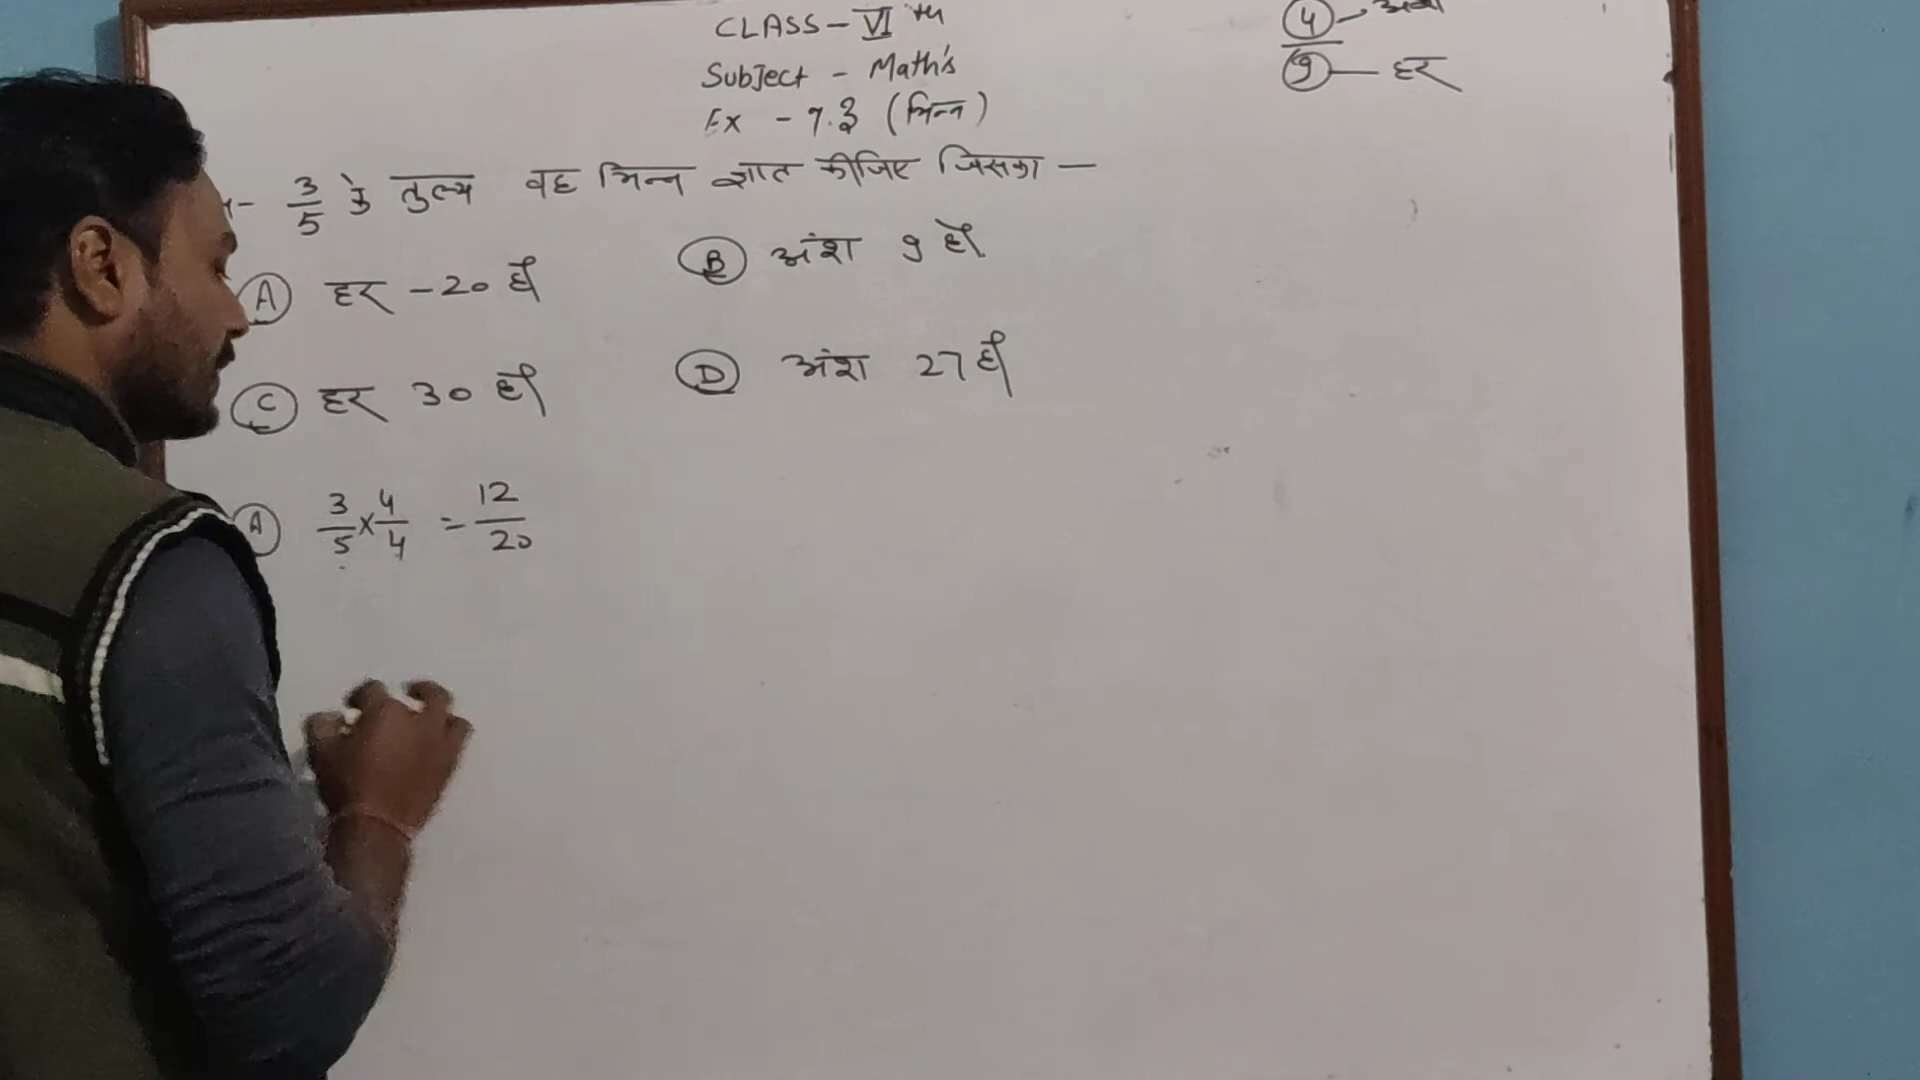 CLASS - VI th
Subject - Math's
Ex - 7.3 (भिन्न)
4
9 — हर
3/5 के तुल्य वह भिन्न ज्ञात कीजिए जिसका —
A हर - 20 हो
B अंश 9 हो
C हर 30 हो
D अंश 27 हो
A 3/5 x 4/4 = 12/20